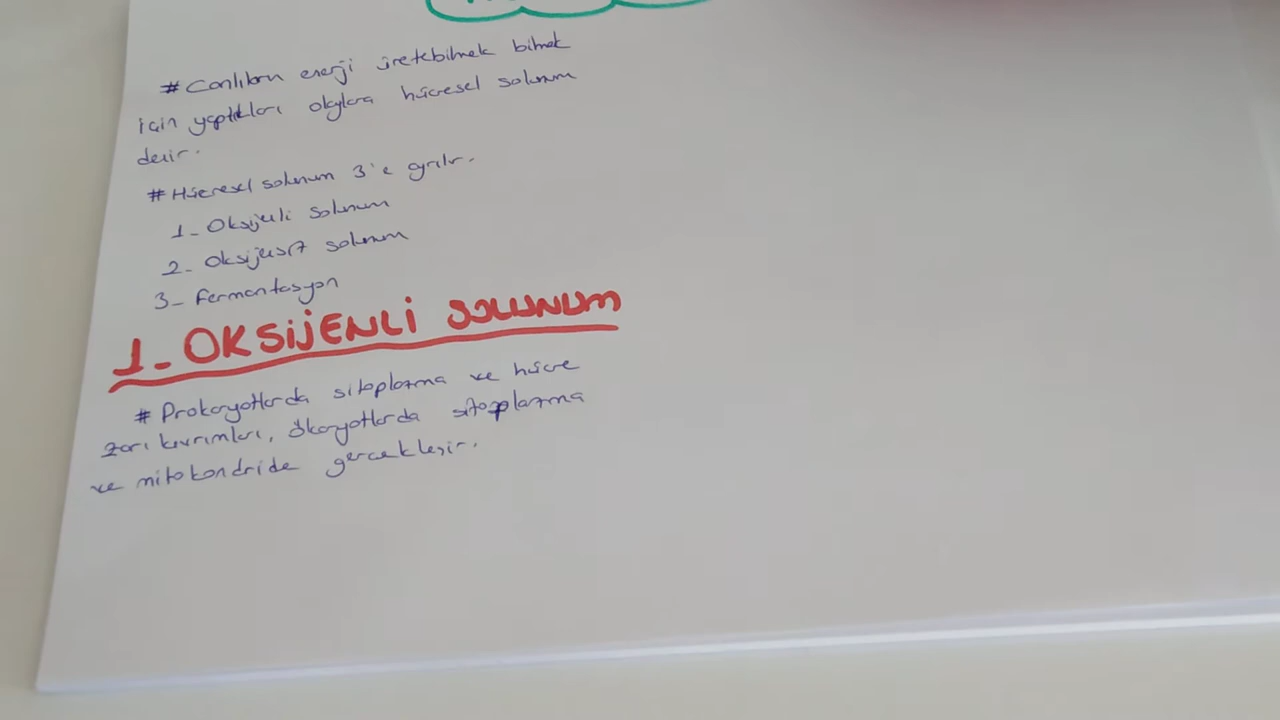 # Canlıların enerji üretebilmek bilmek
için yaptıkları olaylara hücresel solunum
denir.
# Hücresel solunum 3'e ayrılır.
1- Oksijenli solunum
2- Oksijensiz solunum
3- Fermantasyon
1- OKSİJENLİ SOLUNUM
# Prokaryotlarda sitoplazma ve hücre
zarı kıvrımları, ökaryotlarda sitoplazma
ve mitokondride gerçekleşir.